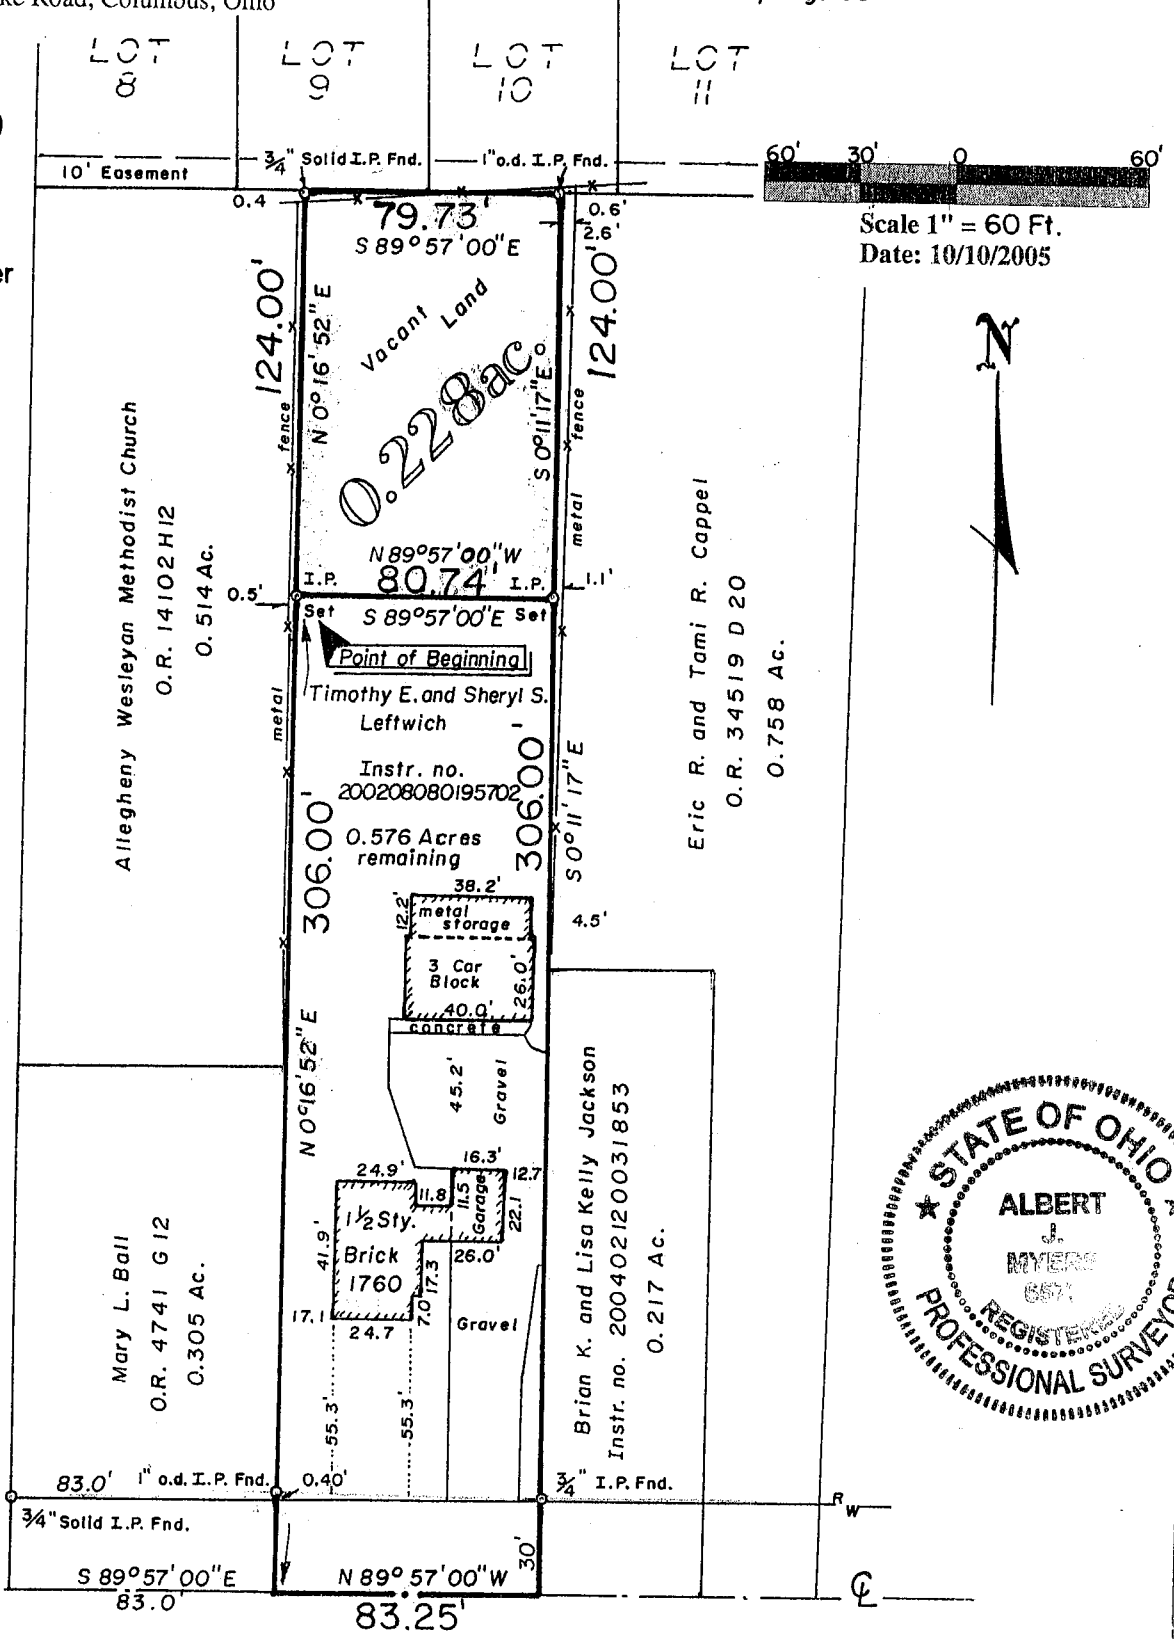 Road, Columbus, Ohio
LOT
8
LOT
9
LOT
10
LOT
11
3/4" Solid I.P. Fnd.
1"o.d. I.P. Fnd.
10' Easement
60' 30' 0 60'
Scale 1" = 60 Ft.
Date: 10/10/2005
N
0.4
79.73'
S 89°57'00"E
0.6'
2.6'
124.00'
N 0°16'52" E
Vacant Land
0.228ac.
S 0°11'17"E
124.00'
fence
fence
metal
N 89°57'00"W
80.74'
I.P.
I.P.
1.1'
0.5'
Set
S 89°57'00"E
Set
Point of Beginning
Timothy E. and Sheryl S.
Leftwich
Instr. no.
200208080195702
0.576 Acres
remaining
metal
306.00'
306.00'
S 0°11'17"E
N 0°16'52" E
Allegheny Wesleyan Methodist Church
O.R. 14102 H12
0.514 Ac.
Eric R. and Tami R. Cappel
O.R. 34519 D 20
0.758 Ac.
38.2'
12.2'
metal
storage
4.5'
3 Car
Block
26.0'
40.0'
concrete
45.2'
Gravel
16.3'
24.9'
12.7
11.8
11.5
Garage
22.1
1 1/2 Sty.
Brick
1760
41.9'
26.0'
17.3
7.0'
17.1
24.7
Gravel
55.3'
55.3'
Mary L. Ball
O.R. 4741 G 12
0.305 Ac.
Brian K. and Lisa Kelly Jackson
Instr. no. 200402120031853
0.217 Ac.
STATE OF OHIO
ALBERT
J.
MYERS
REGISTERED
PROFESSIONAL SURVEYOR
83.0'
1" o.d. I.P. Fnd.
0.40'
3/4" I.P. Fnd.
R/W
3/4" Solid I.P. Fnd.
30'
S 89°57'00"E
83.0'
N 89°57'00"W
83.25'
CL